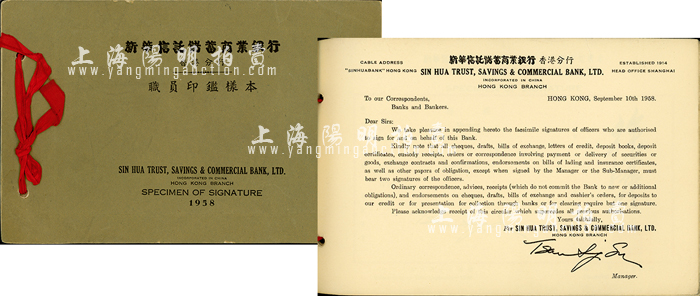 新華信託儲蓄商業銀行
香港分行
職員印鑑樣本
SIN HUA TRUST, SAVINGS & COMMERCIAL BANK, LTD.
INCORPORATED IN CHINA
HONG KONG BRANCH
SPECIMEN OF SIGNATURE
1958
上海陽明拍賣
www.yangmingauction.com
CABLE ADDRESS
"SINHUABANK" HONG KONG
新華信託儲蓄商業銀行 香港分行
SIN HUA TRUST, SAVINGS & COMMERCIAL BANK, LTD.
INCORPORATED IN CHINA
HONG KONG BRANCH
ESTABLISHED 1914
HEAD OFFICE SHANGHAI
To our Correspondents,
Banks and Bankers.
HONG KONG, September 10th 1958.
Dear Sirs:
We take pleasure in appending hereto the facsimile signatures of officers who are authorised
to sign for and on behalf of this Bank.
Kindly note that all cheques, drafts, bills of exchange, letters of credit, deposit books, deposit
certificates, custody receipts, orders or correspondence involving payment or delivery of securities or
goods, exchange contracts and confirmations, endorsements on bills of lading and insurance certificates,
as well as other papers of obligation, except when signed by the Manager or the Sub-Manager, must
bear two signatures of the officers.
Ordinary correspondence, advices, receipts (which do not commit the Bank to new or additional
obligations), and endorsements on cheques, drafts, bills of exchange and cashier's orders, for deposits to
our credit or for presentation for collection through banks or for clearing require but one signature.
Please acknowledge receipt of this circular which supersedes all previous authorisations.
Yours faithfully,
For SIN HUA TRUST, SAVINGS & COMMERCIAL BANK, LTD.
HONG KONG BRANCH
Manager.